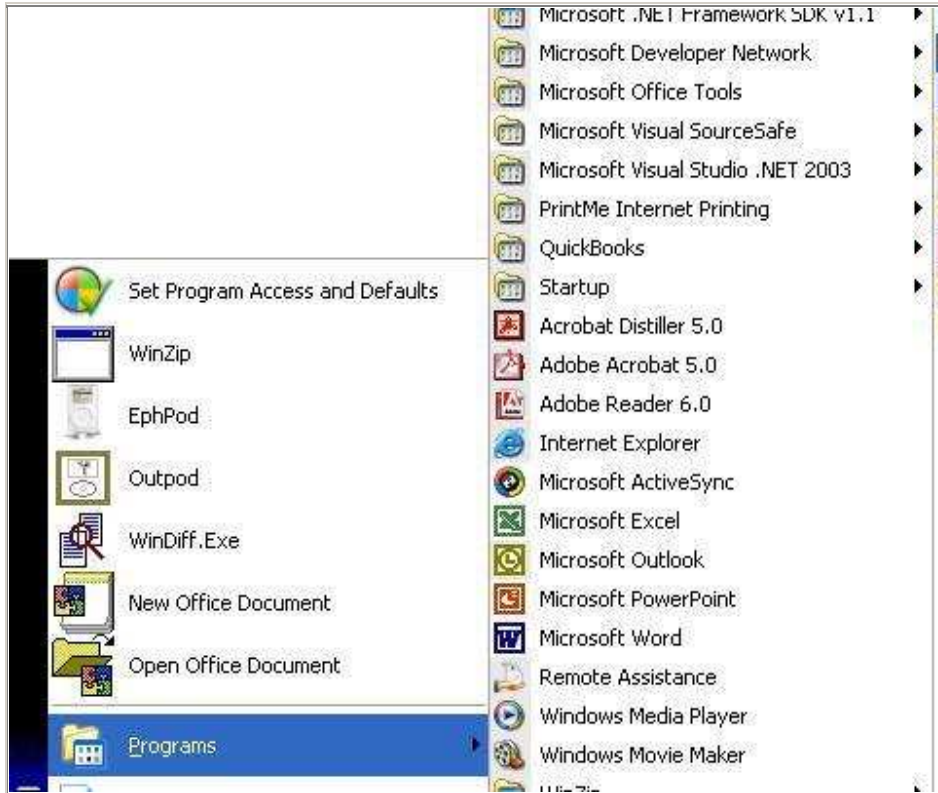 Microsoft .NET Framework SDK v1.1
Microsoft Developer Network
Microsoft Office Tools
Microsoft Visual SourceSafe
Microsoft Visual Studio .NET 2003
PrintMe Internet Printing
QuickBooks
Startup
Acrobat Distiller 5.0
Adobe Acrobat 5.0
Adobe Reader 6.0
Internet Explorer
Microsoft ActiveSync
Microsoft Excel
Microsoft Outlook
Microsoft PowerPoint
Microsoft Word
Remote Assistance
Windows Media Player
Windows Movie Maker
WinZip
Set Program Access and Defaults
WinZip
EphPod
Outpod
WinDiff.Exe
New Office Document
Open Office Document
Programs